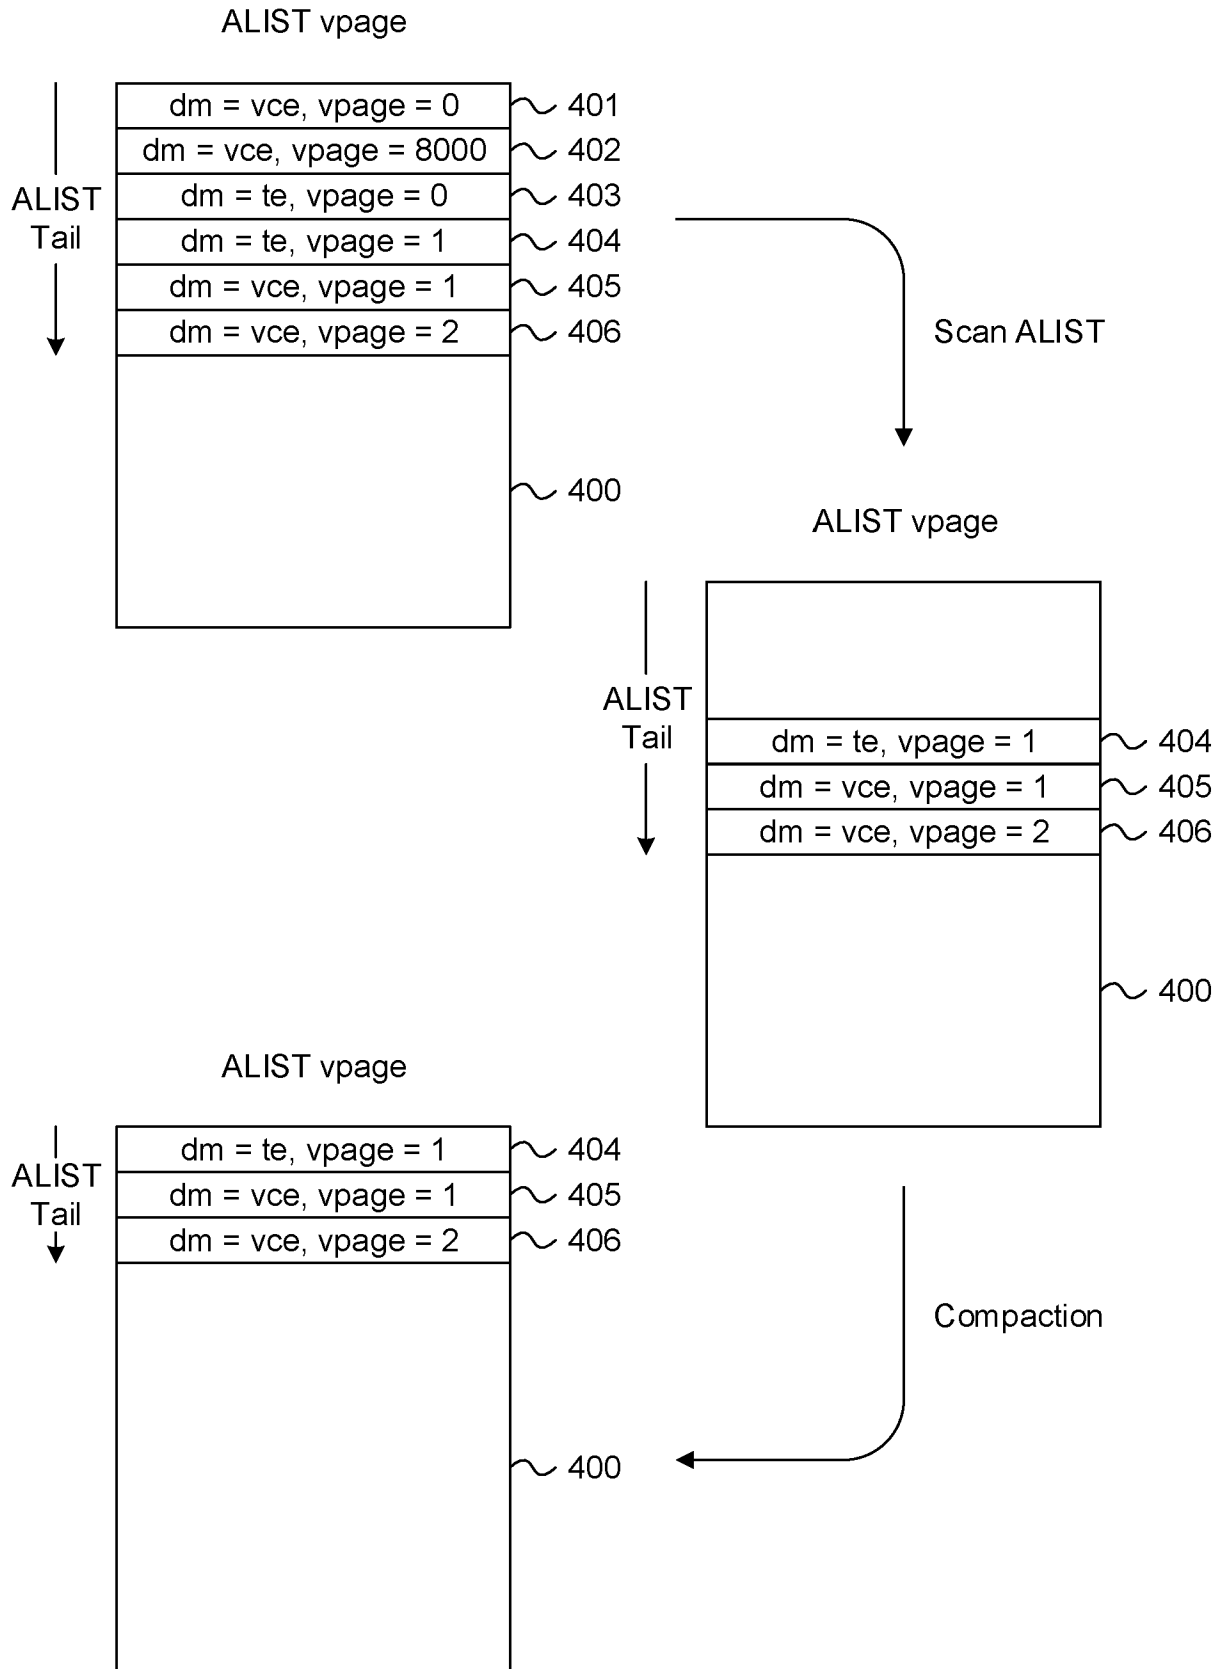 ALIST vpage
dm = vce, vpage = 0 401
dm = vce, vpage = 8000 402
dm = te, vpage = 0 403
dm = te, vpage = 1 404
dm = vce, vpage = 1 405
dm = vce, vpage = 2 406
ALIST
Tail
400
Scan ALIST
ALIST vpage
ALIST
Tail
dm = te, vpage = 1 404
dm = vce, vpage = 1 405
dm = vce, vpage = 2 406
400
ALIST vpage
dm = te, vpage = 1 404
dm = vce, vpage = 1 405
dm = vce, vpage = 2 406
ALIST
Tail
400
Compaction